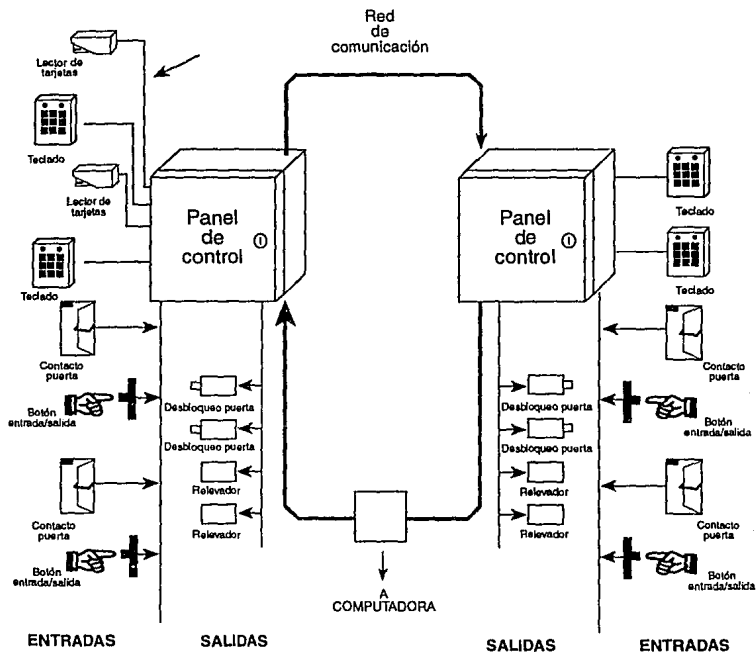 Red
de
comunicación
Lector de
tarjetas
Teclado
Lector de
tarjetas
Teclado
Panel
de
control
Panel
de
control
Teclado
Teclado
Contacto
puerta
Botón
entrada/salida
Contacto
puerta
Botón
entrada/salida
Desbloqueo puerta
Desbloqueo puerta
Relevador
Relevador
Desbloqueo puerta
Desbloqueo puerta
Relevador
Relevador
Contacto
puerta
Botón
entrada/salida
Contacto
puerta
Botón
entrada/salida
A
COMPUTADORA
ENTRADAS
SALIDAS
SALIDAS
ENTRADAS